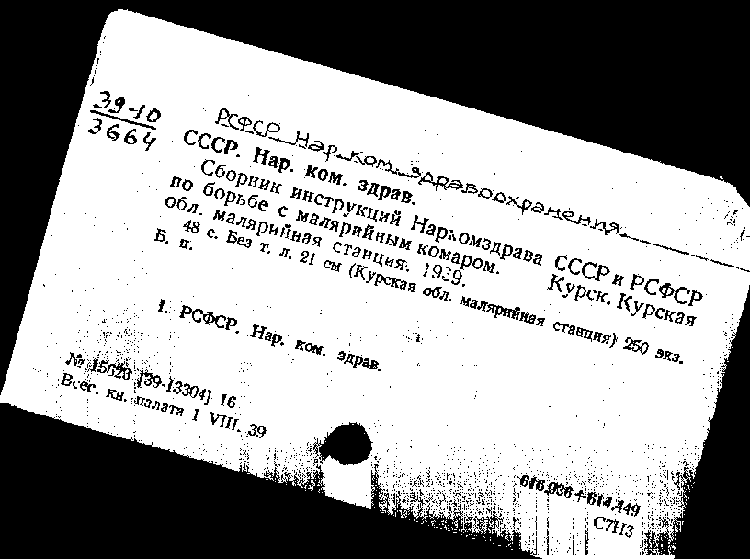 39-10
3664
РСФСР Нар. ком. здравоохранения.
СССР. Нар. ком. здрав.
Сборник инструкций Наркомздрава СССР и РСФСР
по борьбе с малярийным комаром. Курск. Курская
обл. малярийная станция. 1939.
48 с. Без т. л. 21 см (Курская обл. малярийная станция) 250 экз.
Б. ц.
1. РСФСР. Нар. ком. здрав.
№ 15626 [39-13304] 16
Всес. кн. палата 1 VIII. 39
616.936+614.449
С7Н3